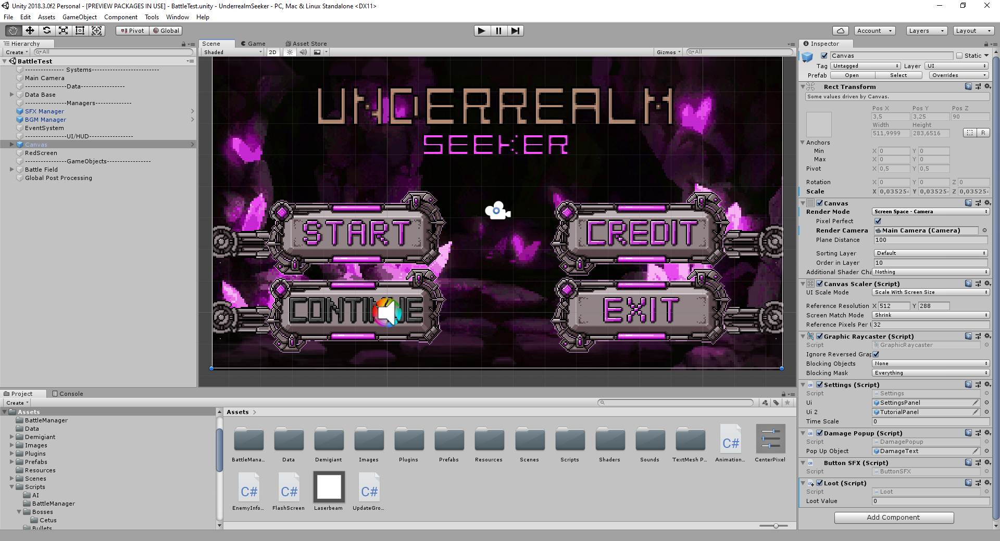 Unity 2018.3.0f2 Personal - [PREVIEW PACKAGES IN USE] - BattleTest.unity - UnderrealmSeeker - PC, Mac & Linux Standalone <DX11>
File Edit Assets GameObject Component Tools Window Help
Pivot Global Account Layers Layout
Hierarchy
Create All
BattleTest
-------------- Systems------------------------
Main Camera
---------------Data----------------
Data Base
---------------Managers-------------
SFX Manager
BGM Manager
EventSystem
---------------UI/HUD----------------
Canvas
RedScreen
---------------GameObjects----------------
Battle Field
Global Post Processing
Scene Game Asset Store
Shaded 2D Gizmos All
UNDERREALM
SEEKER
START CREDIT
CONTIN E EXIT
Inspector
Canvas Static
Tag Untagged Layer UI
Prefab Open Select Overrides
Rect Transform
Some values driven by Canvas.
Pos X Pos Y Pos Z
3,5 3,25 90
Width Height
511,9999 283,6516
R
Anchors
Min X 0 Y 0
Max X 0 Y 0
Pivot X 0,5 Y 0,5
Rotation X 0 Y 0 Z 0
Scale X 0,03525 Y 0,03525 Z 0,03525
Canvas
Render Mode Screen Space - Camera
Pixel Perfect
Render Camera Main Camera (Camera)
Plane Distance 100
Sorting Layer Default
Order in Layer 10
Additional Shader Cha Nothing
Canvas Scaler (Script)
UI Scale Mode Scale With Screen Size
Reference Resolution X 512 Y 288
Screen Match Mode Shrink
Reference Pixels Per U 32
Graphic Raycaster (Script)
Script GraphicRaycaster
Ignore Reversed Grap
Blocking Objects None
Blocking Mask Everything
Settings (Script)
Script Settings
Ui SettingsPanel
Ui 2 TutorialPanel
Time Scale 0
Damage Popup (Script)
Script DamagePopup
Pop Up Object DamageText
Button SFX (Script)
Script ButtonSFX
Loot (Script)
Script Loot
Loot Value 0
Add Component
Project Console
Create
Assets
BattleManager
Data
Demigiant
Images
Plugins
Prefabs
Resources
Scenes
Scripts
AI
BattleManager
Bosses
Cetus
Bullets
Assets
C#
BattleMana... Data Demigiant Images Plugins Prefabs Resources Scenes Scripts Shaders Sounds TextMesh P... Animation... CenterPixel
C# C# C#
EnemyInfo... FlashScreen Laserbeam UpdateGro...